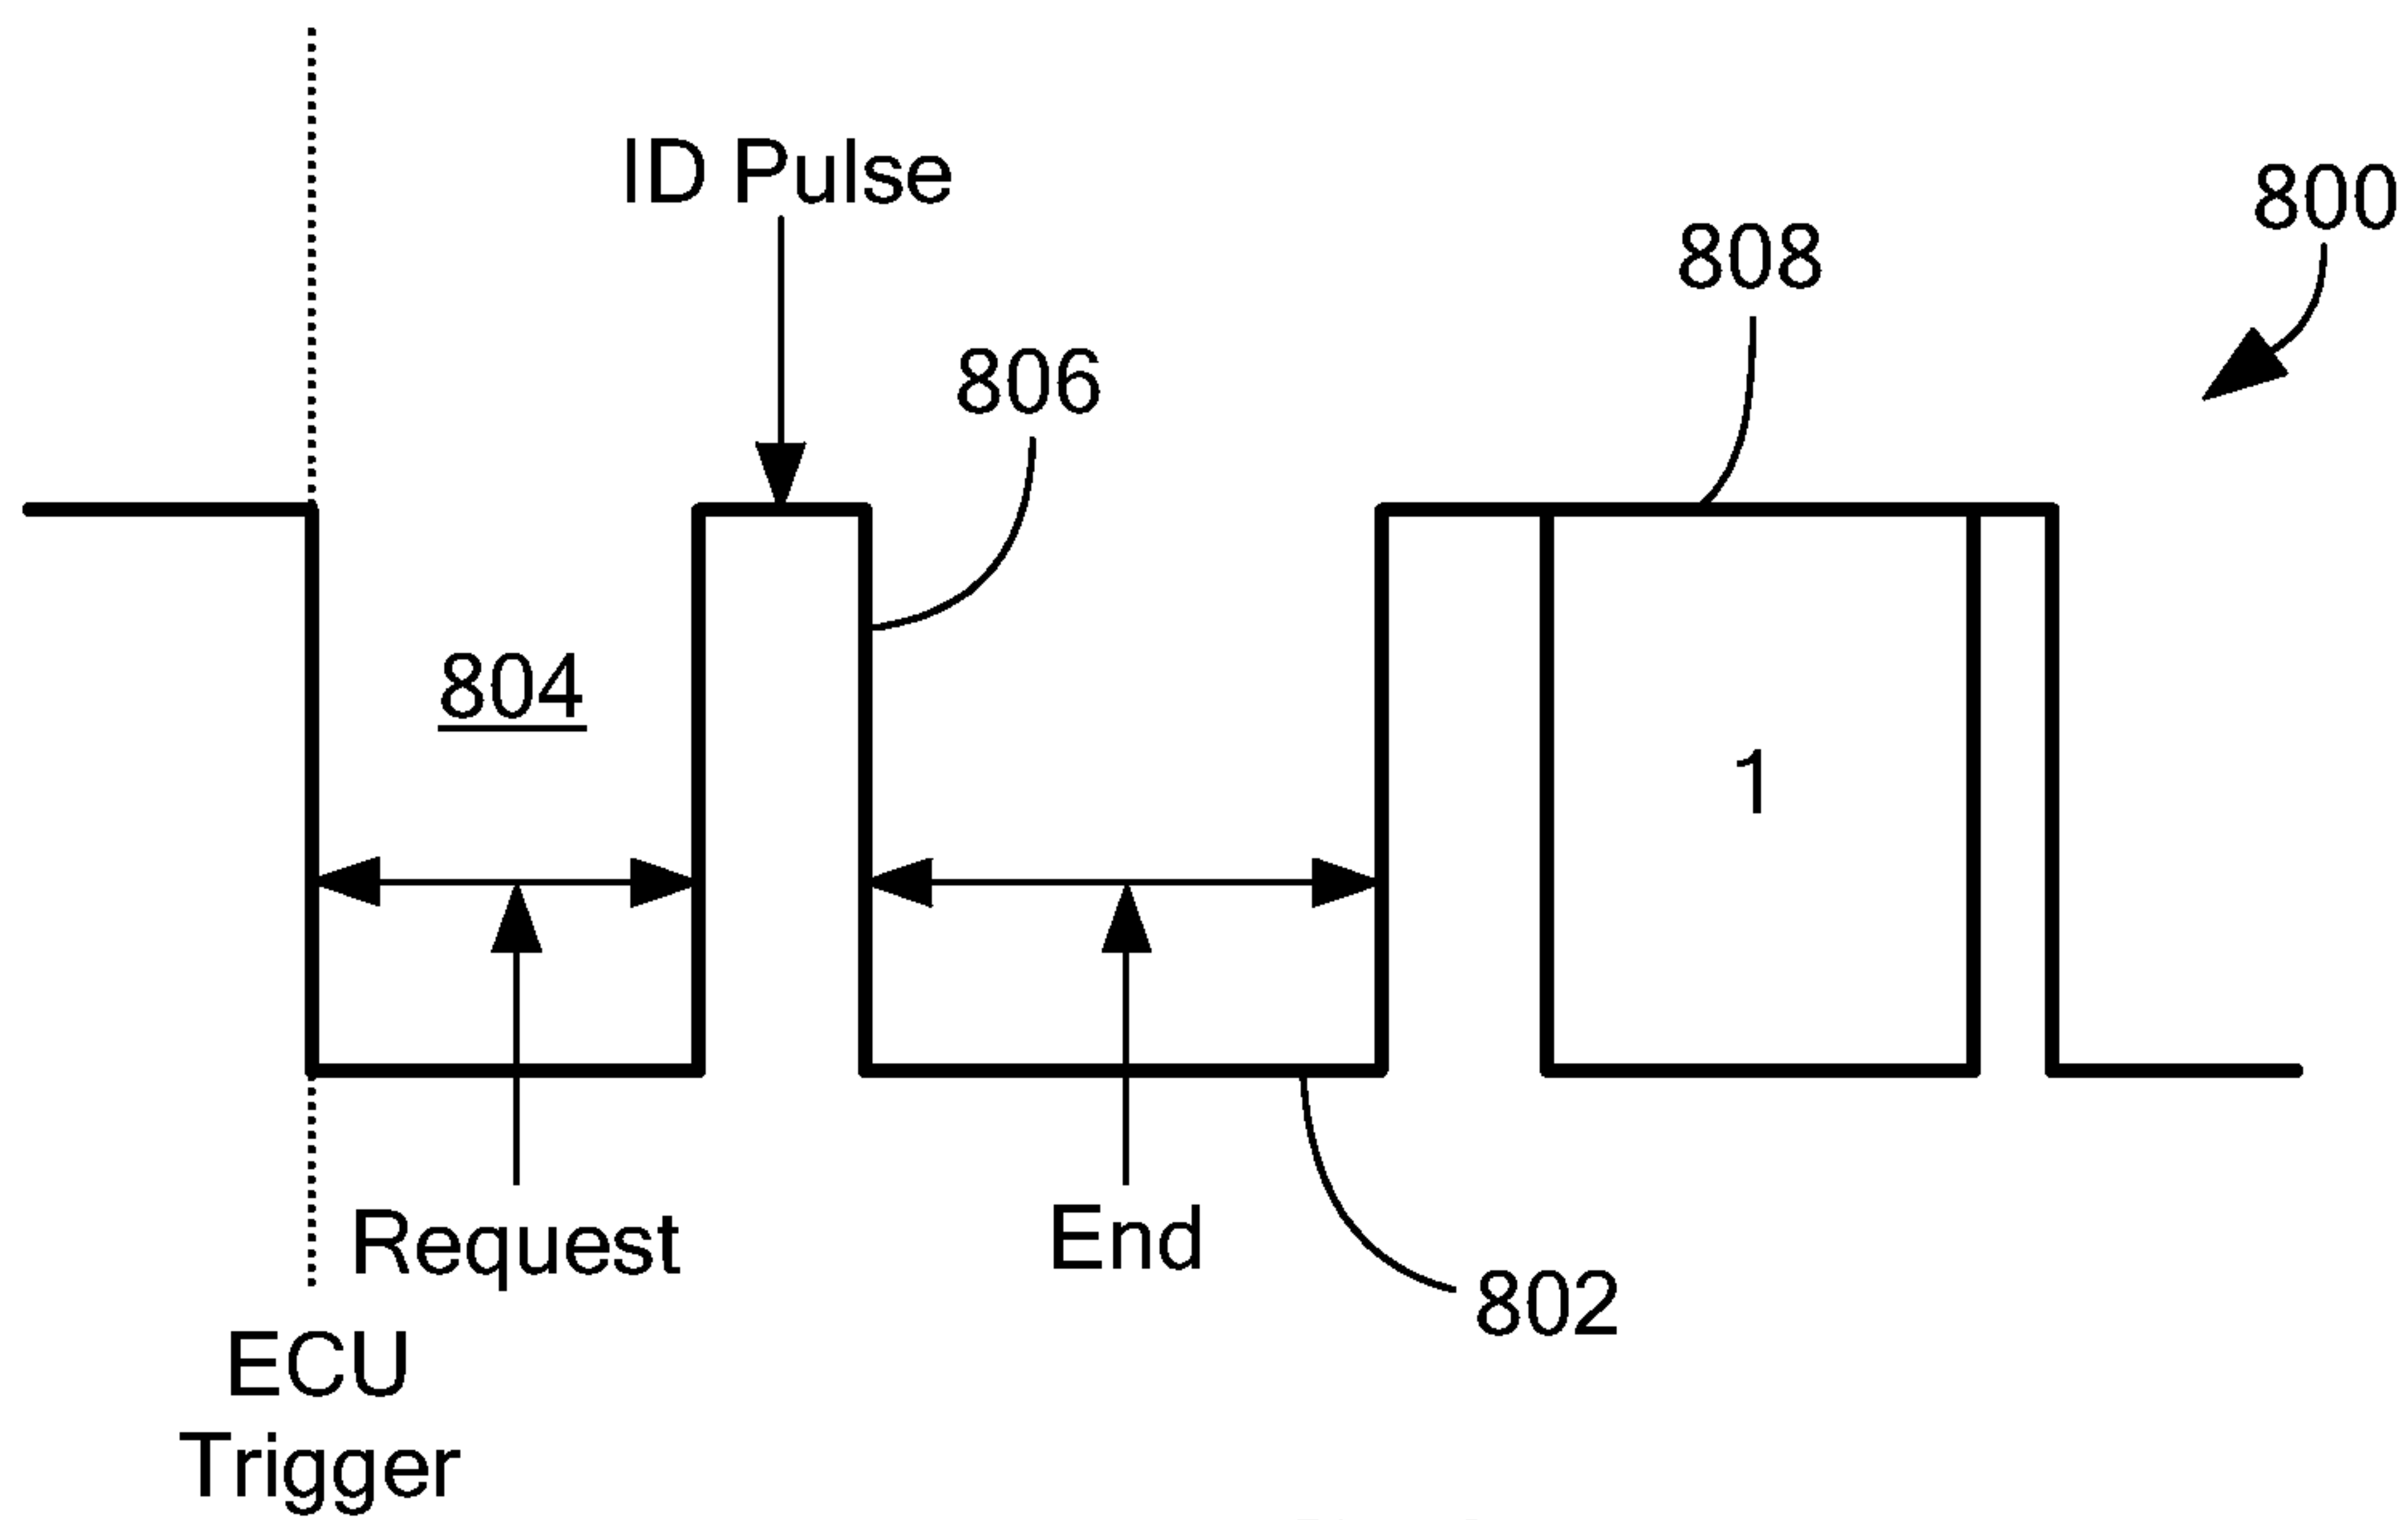 ID Pulse
800
808
806
804
1
Request
End
802
ECU
Trigger